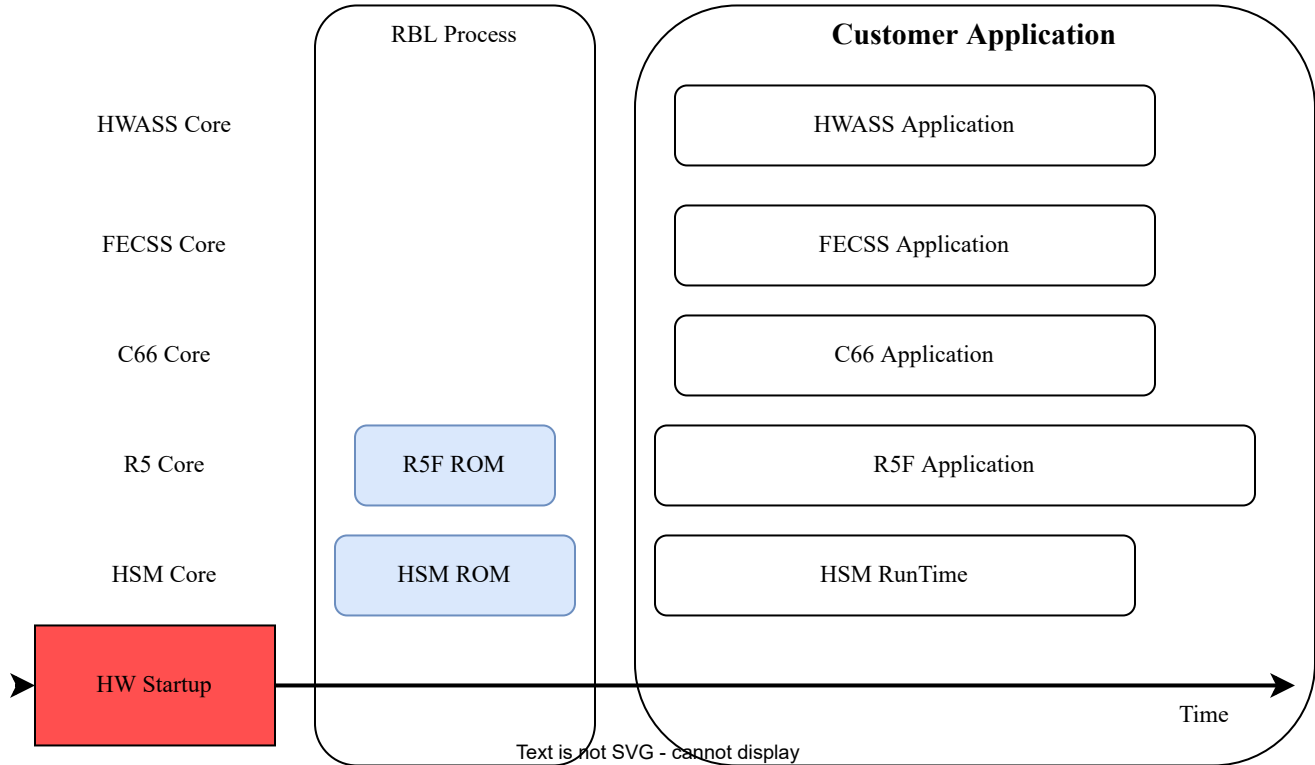 RBL Process
Customer Application
HWASS Core
HWASS Application
FECSS Core
FECSS Application
C66 Core
C66 Application
R5 Core
R5F ROM
R5F Application
HSM Core
HSM ROM
HSM RunTime
HW Startup
Time
Text is not SVG - cannot display